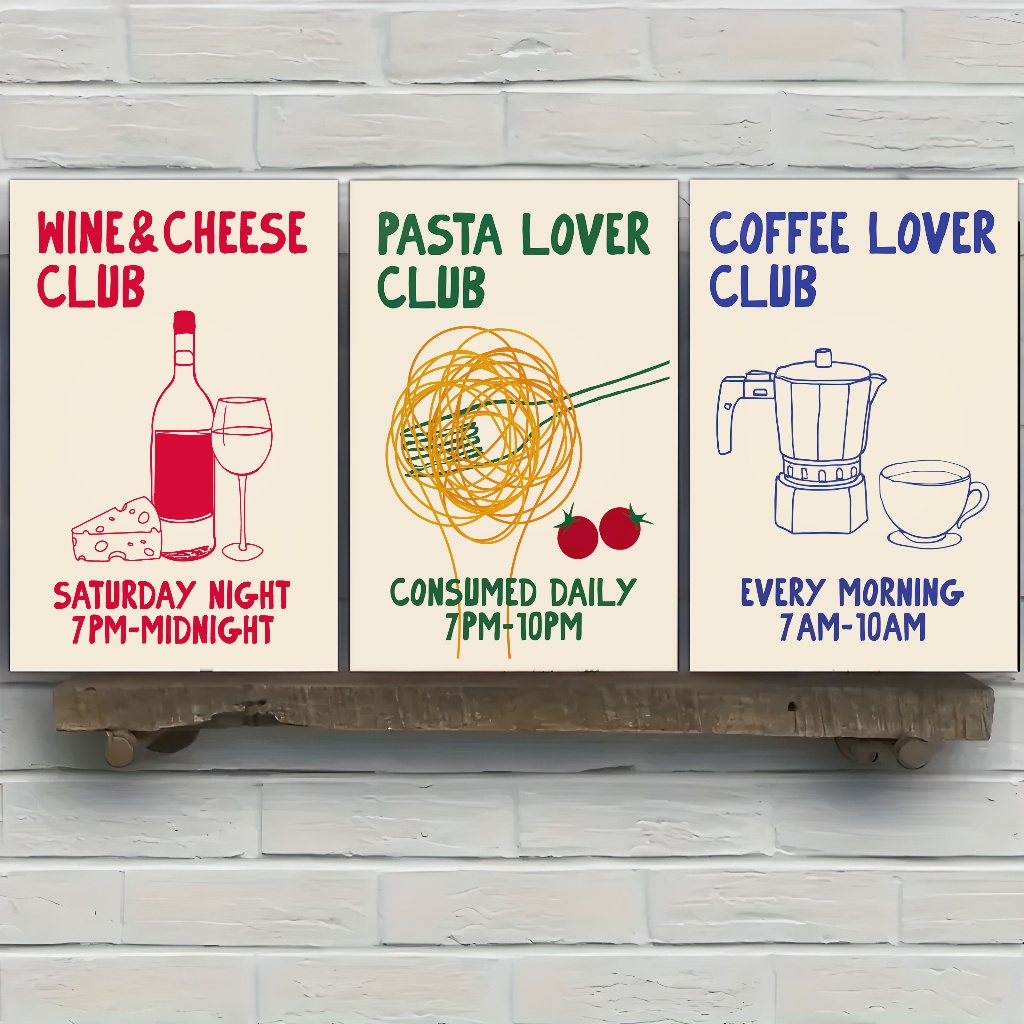 WINE & CHEESE
CLUB
SATURDAY NIGHT
7PM-MIDNIGHT
PASTA LOVER
CLUB
CONSUMED DAILY
7PM-10PM
COFFEE LOVER
CLUB
EVERY MORNING
7AM-10AM